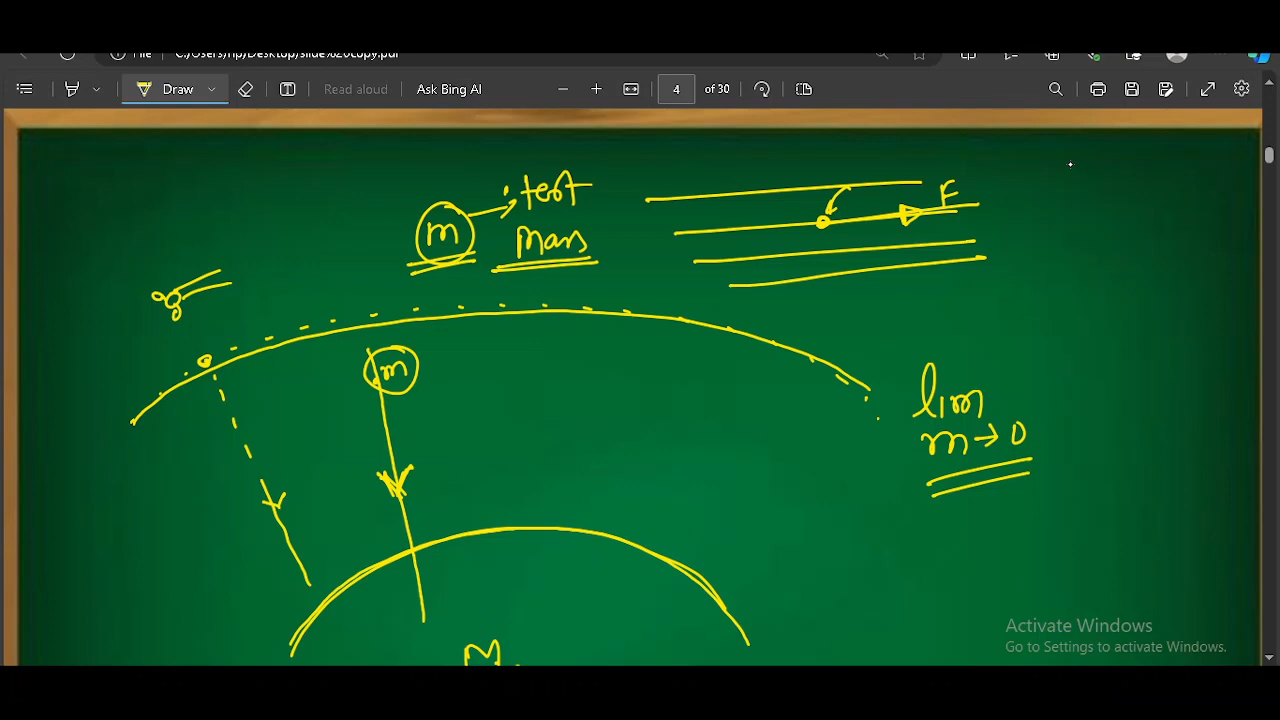 C:/Users/hp/Desktop/slide%20copy.pdf
Draw
Read aloud
Ask Bing AI
4 of 30
m
test
mass
F
m
lim
m → 0
M
Activate Windows
Go to Settings to activate Windows.